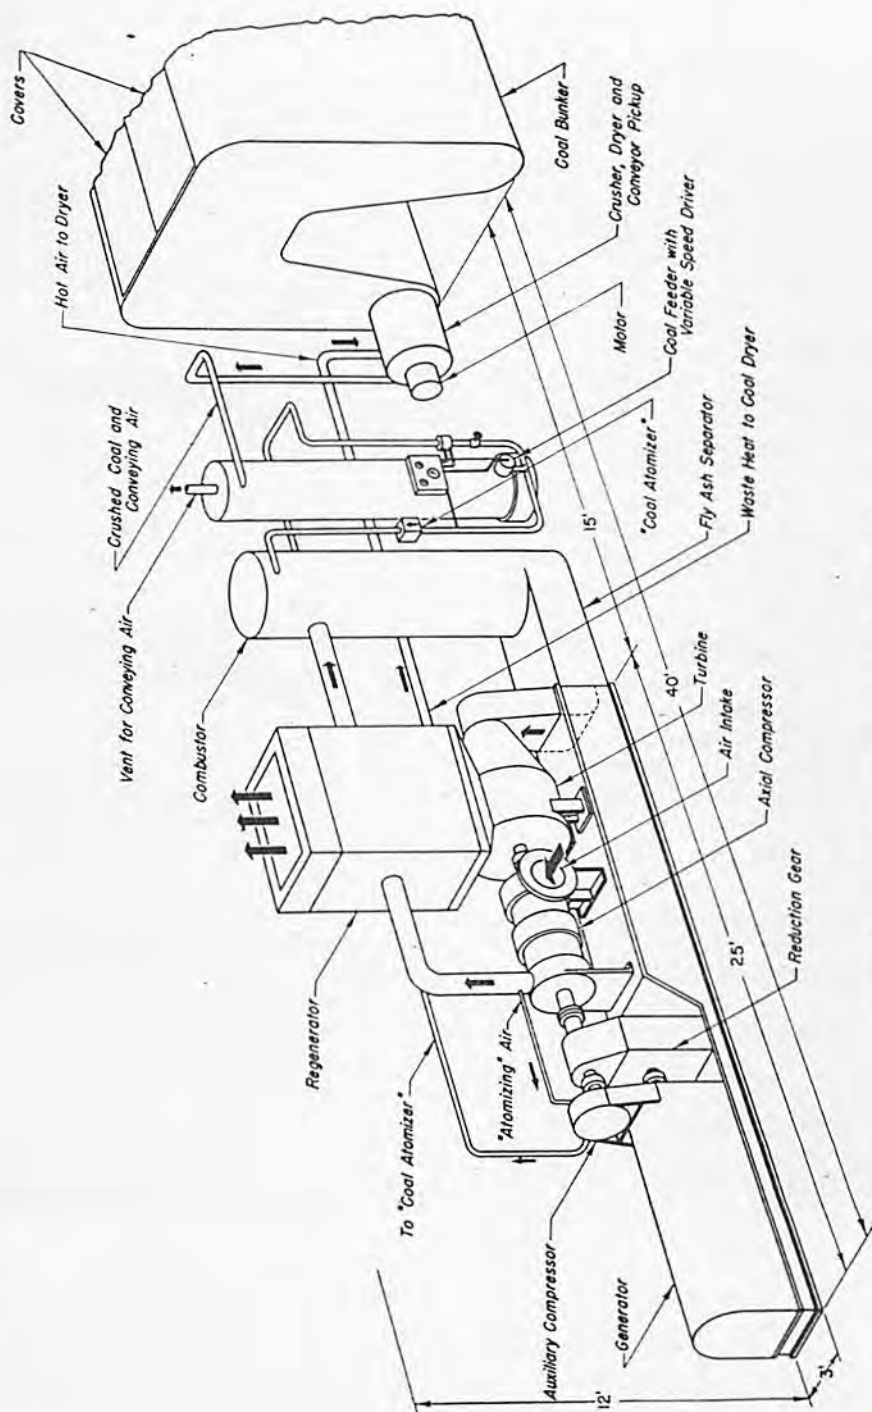 Covers
Hot Air to Dryer
Crushed Coal and
Conveying Air
Vent for Conveying Air
Combustor
Regenerator
To "Coal Atomizer"
"Atomizing" Air
Auxiliary Compressor
Generator
12'
3'
25'
40'
15'
Reduction Gear
Axial Compressor
Air Intake
Turbine
Waste Heat to Coal Dryer
Fly Ash Separator
"Coal Atomizer"
Coal Feeder with
Variable Speed Driver
Motor
Crusher, Dryer and
Conveyor Pickup
Coal Bunker